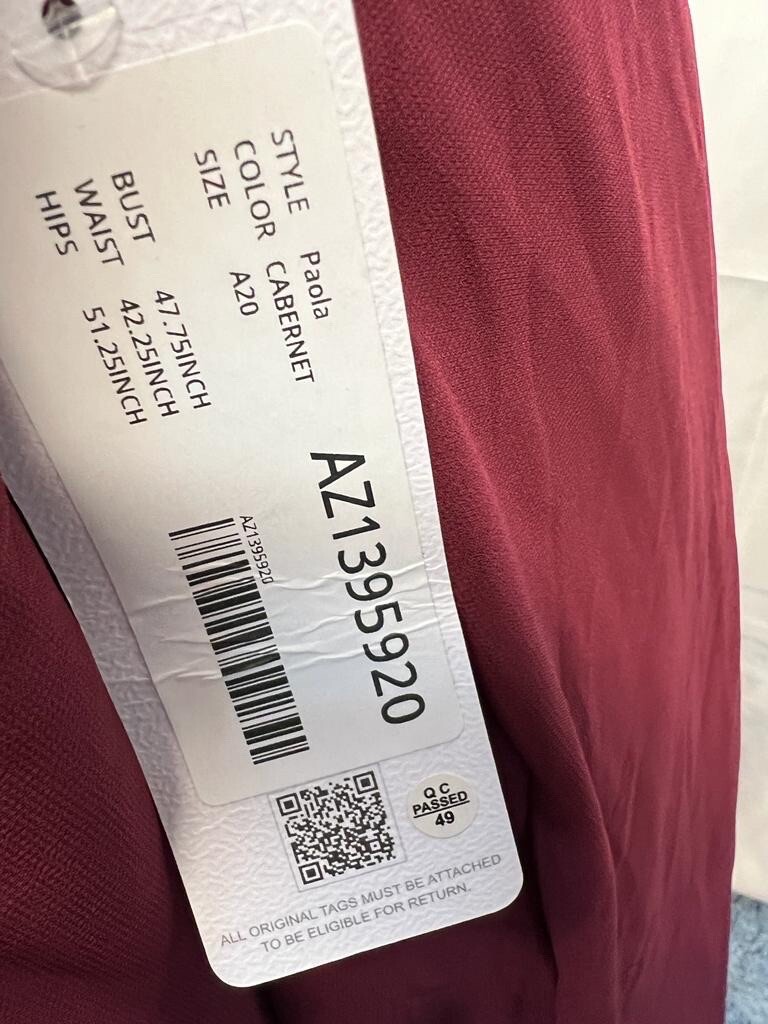 STYLE Paola
COLOR CABERNET
SIZE A20
BUST 47.75INCH
WAIST 42.25INCH
HIPS 51.25INCH
AZ1395920
AZ1395920
Q C
PASSED
49
ALL ORIGINAL TAGS MUST BE ATTACHED
TO BE ELIGIBLE FOR RETURN.